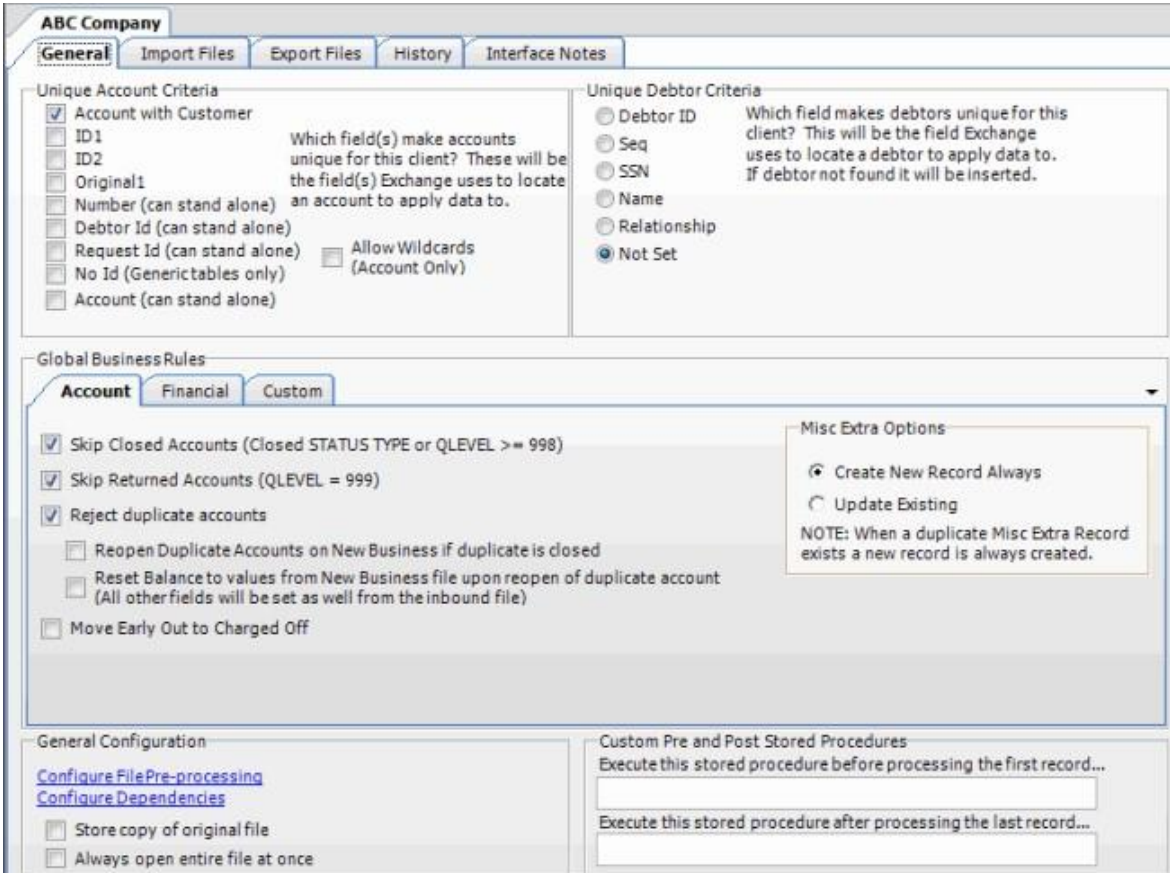 ABC Company
General
Import Files
Export Files
History
Interface Notes
Unique Account Criteria
Account with Customer
ID1
ID2
Original1
Number (can stand alone)
Debtor Id (can stand alone)
Request Id (can stand alone)
No Id (Generic tables only)
Account (can stand alone)
Which field(s) make accounts
unique for this client? These will be
the field(s) Exchange uses to locate
an account to apply data to.
Allow Wildcards
(Account Only)
Unique Debtor Criteria
Debtor ID
Seq
SSN
Name
Relationship
Not Set
Which field makes debtors unique for this
client? This will be the field Exchange
uses to locate a debtor to apply data to.
If debtor not found it will be inserted.
Global Business Rules
Account
Financial
Custom
Skip Closed Accounts (Closed STATUS TYPE or QLEVEL >= 998)
Skip Returned Accounts (QLEVEL = 999)
Reject duplicate accounts
Reopen Duplicate Accounts on New Business if duplicate is closed
Reset Balance to values from New Business file upon reopen of duplicate account
(All other fields will be set as well from the inbound file)
Move Early Out to Charged Off
Misc Extra Options
Create New Record Always
Update Existing
NOTE: When a duplicate Misc Extra Record
exists a new record is always created.
General Configuration
Configure File Pre-processing
Configure Dependencies
Store copy of original file
Always open entire file at once
Custom Pre and Post Stored Procedures
Execute this stored procedure before processing the first record...
Execute this stored procedure after processing the last record...